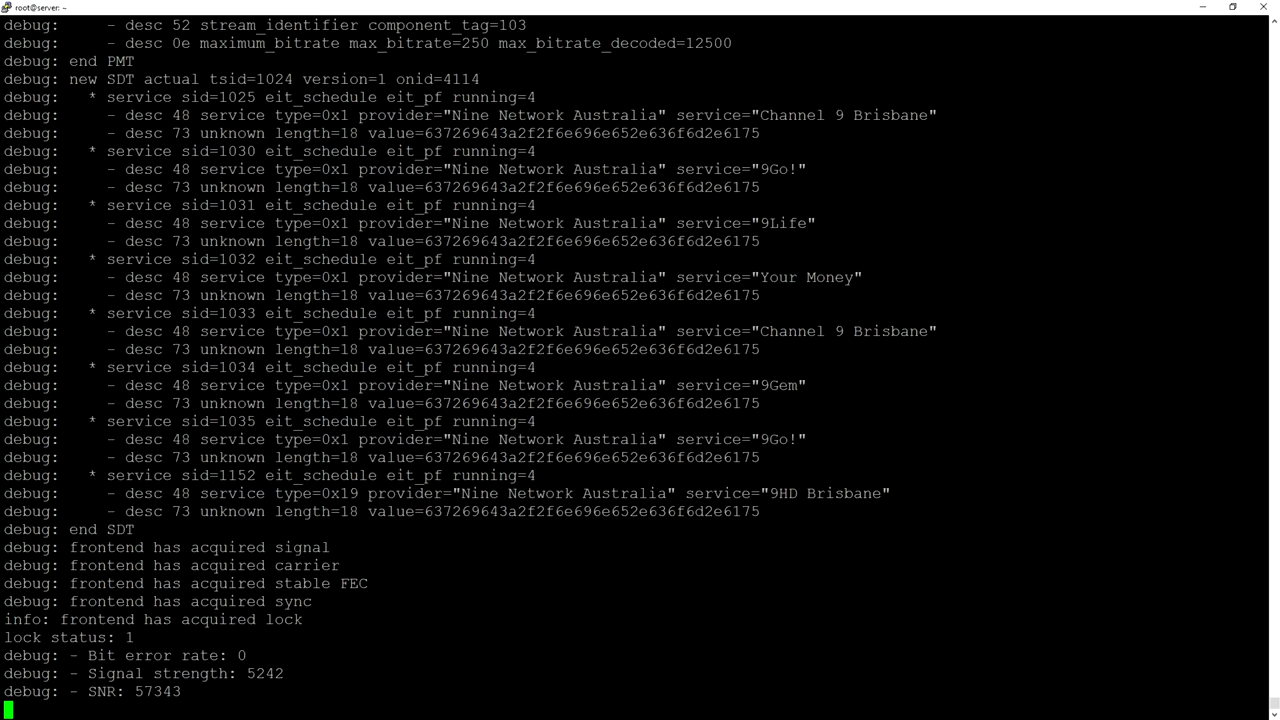 root@server: ~
debug:     - desc 52 stream_identifier component_tag=103
debug:     - desc 0e maximum_bitrate max_bitrate=250 max_bitrate_decoded=12500
debug: end PMT
debug: new SDT actual tsid=1024 version=1 onid=4114
debug:   * service sid=1025 eit_schedule eit_pf running=4
debug:     - desc 48 service type=0x1 provider="Nine Network Australia" service="Channel 9 Brisbane"
debug:     - desc 73 unknown length=18 value=637269643a2f2f6e696e652e636f6d2e6175
debug:   * service sid=1030 eit_schedule eit_pf running=4
debug:     - desc 48 service type=0x1 provider="Nine Network Australia" service="9Go!"
debug:     - desc 73 unknown length=18 value=637269643a2f2f6e696e652e636f6d2e6175
debug:   * service sid=1031 eit_schedule eit_pf running=4
debug:     - desc 48 service type=0x1 provider="Nine Network Australia" service="9Life"
debug:     - desc 73 unknown length=18 value=637269643a2f2f6e696e652e636f6d2e6175
debug:   * service sid=1032 eit_schedule eit_pf running=4
debug:     - desc 48 service type=0x1 provider="Nine Network Australia" service="Your Money"
debug:     - desc 73 unknown length=18 value=637269643a2f2f6e696e652e636f6d2e6175
debug:   * service sid=1033 eit_schedule eit_pf running=4
debug:     - desc 48 service type=0x1 provider="Nine Network Australia" service="Channel 9 Brisbane"
debug:     - desc 73 unknown length=18 value=637269643a2f2f6e696e652e636f6d2e6175
debug:   * service sid=1034 eit_schedule eit_pf running=4
debug:     - desc 48 service type=0x1 provider="Nine Network Australia" service="9Gem"
debug:     - desc 73 unknown length=18 value=637269643a2f2f6e696e652e636f6d2e6175
debug:   * service sid=1035 eit_schedule eit_pf running=4
debug:     - desc 48 service type=0x1 provider="Nine Network Australia" service="9Go!"
debug:     - desc 73 unknown length=18 value=637269643a2f2f6e696e652e636f6d2e6175
debug:   * service sid=1152 eit_schedule eit_pf running=4
debug:     - desc 48 service type=0x19 provider="Nine Network Australia" service="9HD Brisbane"
debug:     - desc 73 unknown length=18 value=637269643a2f2f6e696e652e636f6d2e6175
debug: end SDT
debug: frontend has acquired signal
debug: frontend has acquired carrier
debug: frontend has acquired stable FEC
debug: frontend has acquired sync
info: frontend has acquired lock
lock status: 1
debug: - Bit error rate: 0
debug: - Signal strength: 5242
debug: - SNR: 57343